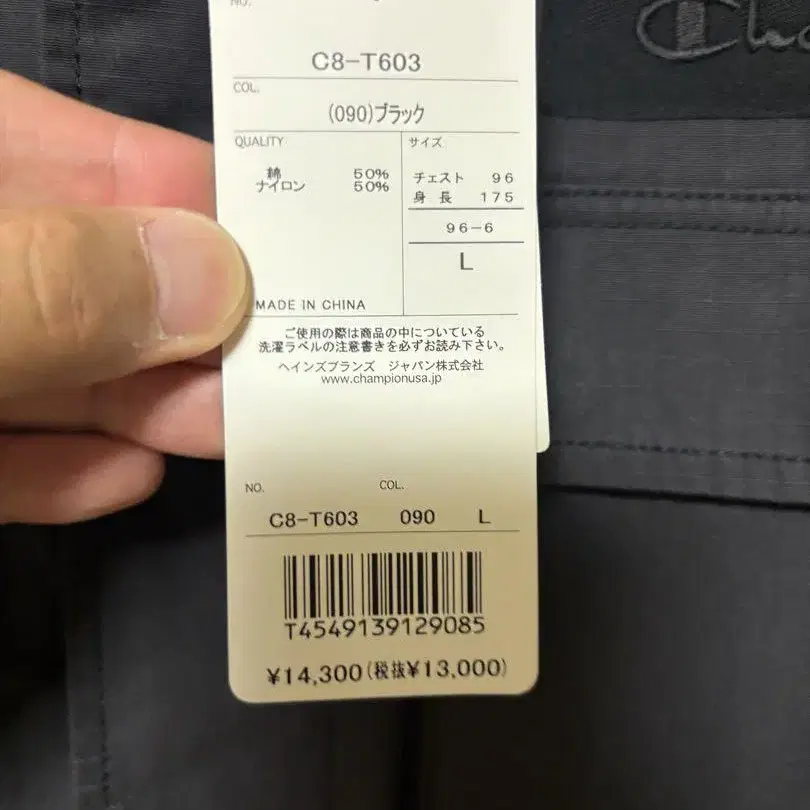 NO.
C8-T603
COL.
(090)ブラック
QUALITY
綿 50%
ナイロン 50%
サイズ
チェスト 96
身長 175
96-6
L
MADE IN CHINA
ご使用の際は商品の中についている
洗濯ラベルの注意書きを必ずお読み下さい。
ヘインズブランズ ジャパン株式会社
www.championusa.jp
NO. COL.
C8-T603 090 L
T4549139129085
¥14,300(税抜¥13,000)